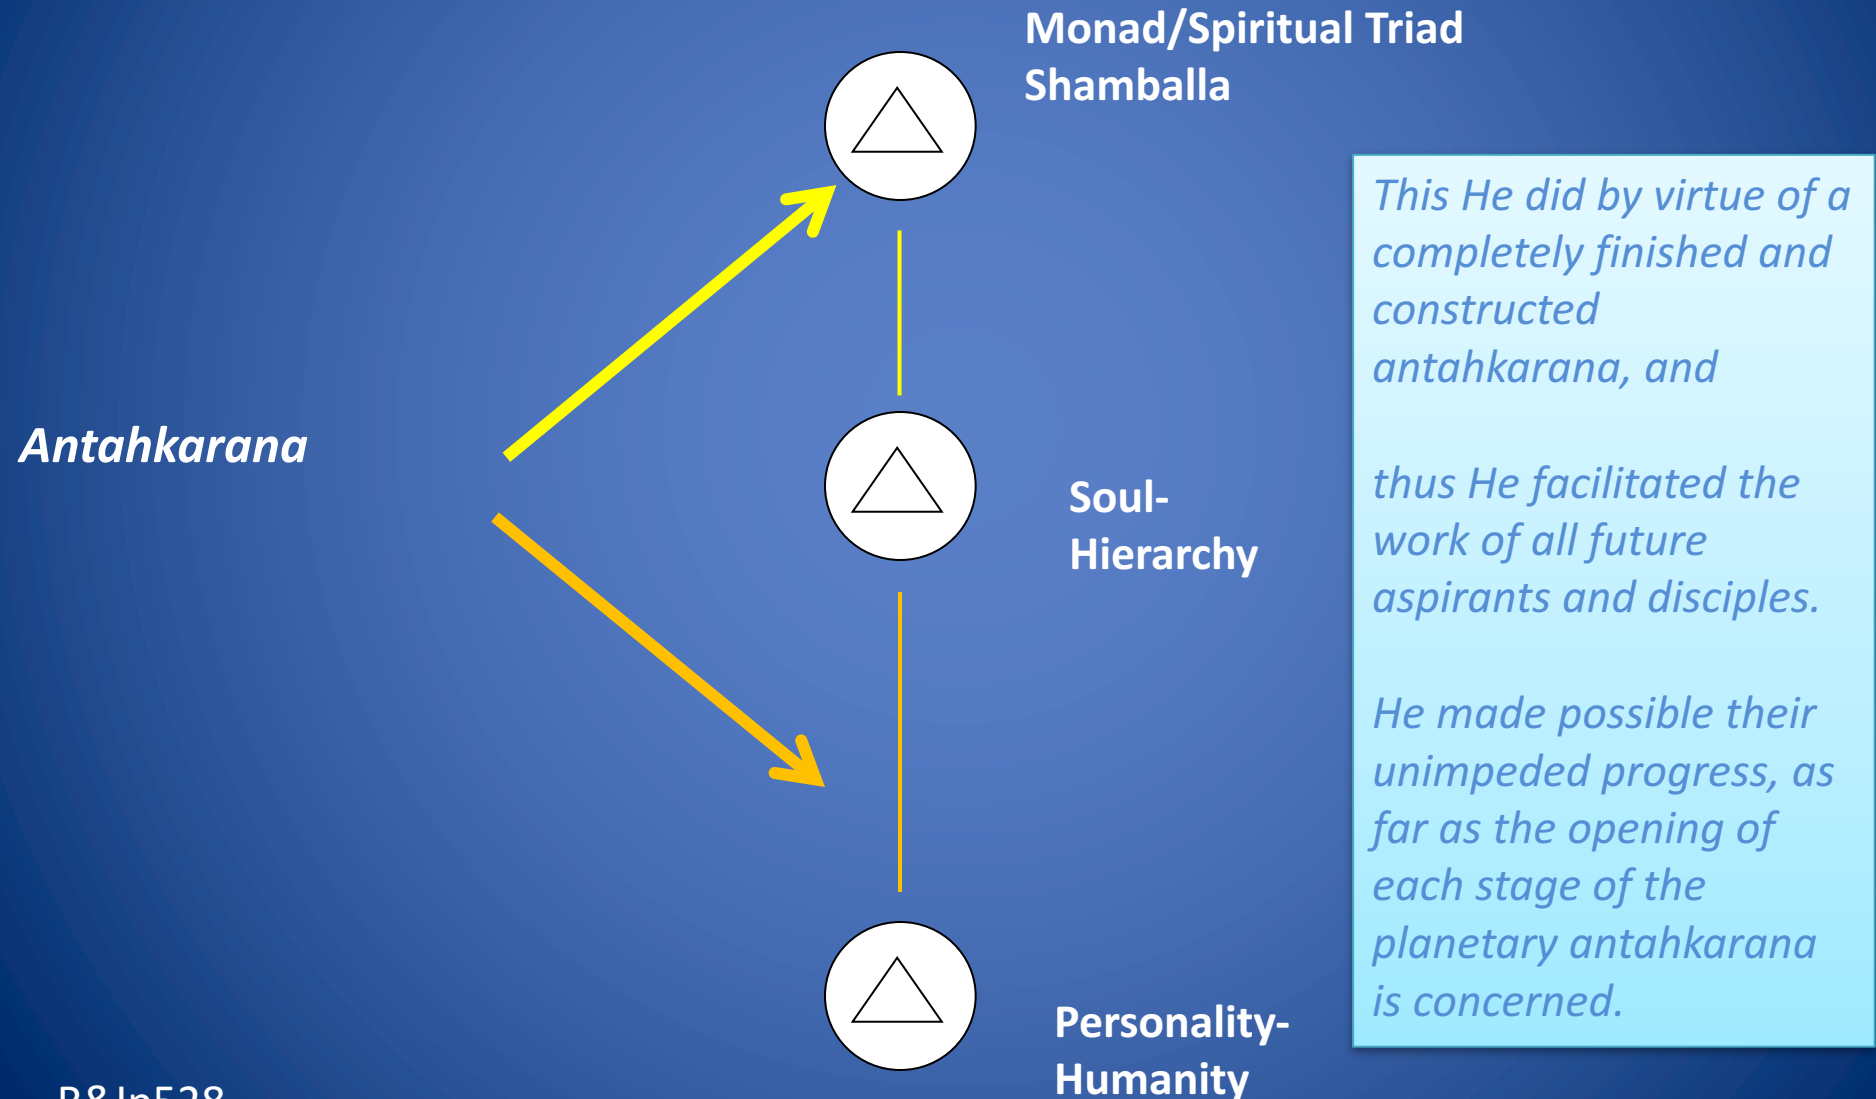 Monad/Spiritual Triad
Shamballa
This He did by virtue of a
completely finished and
constructed
antahkarana, and
thus He facilitated the
work of all future
aspirants and disciples.
He made possible their
unimpeded progress, as
far as the opening of
each stage of the
planetary antahkarana
is concerned.
Antahkarana
Soul-
Hierarchy
Personality-
Humanity
R&Ip528